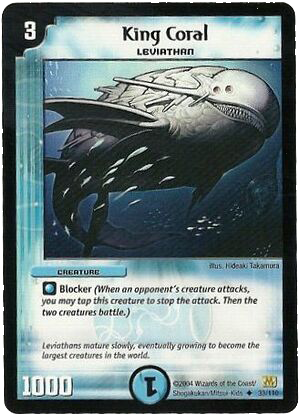 3
King Coral
LEVIATHAN
illus. Hideaki Takamura
CREATURE
Blocker (When an opponent's creature attacks,
you may tap this creature to stop the attack. Then the
two creatures battle.)
Leviathans mature slowly, eventually growing to become the
largest creatures in the world.
1000
1
©2004 Wizards of the Coast/
Shogakukan/Mitsui-Kids ◆ 33/110